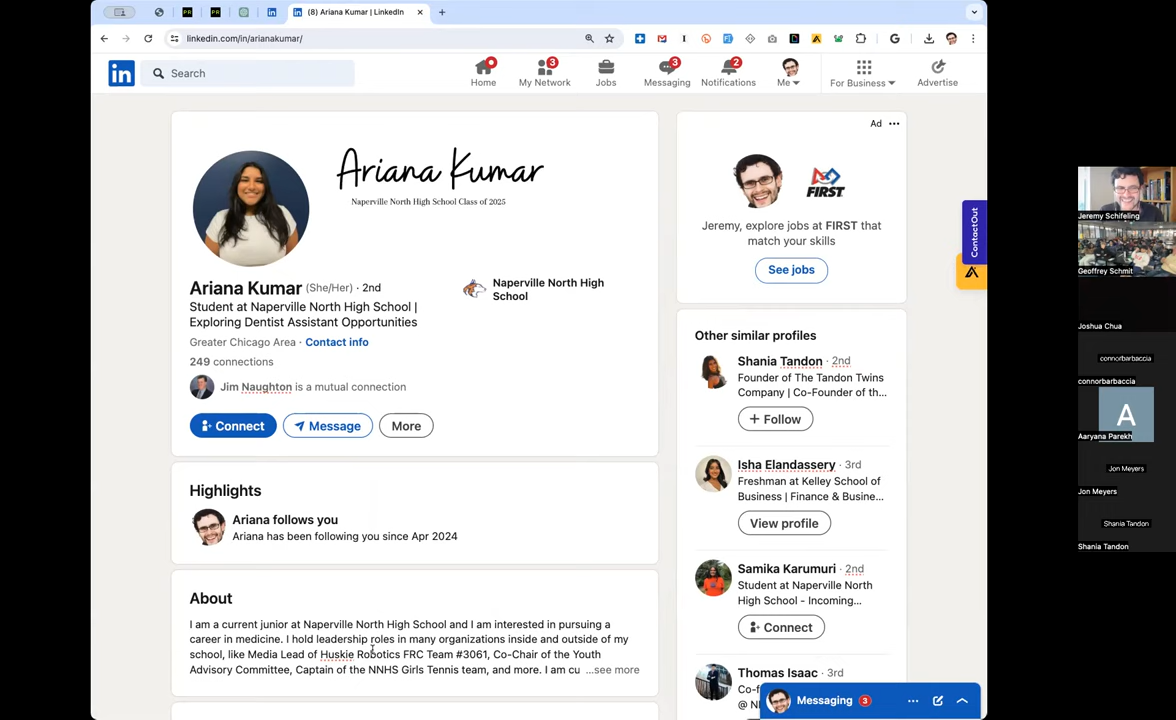 (8) Ariana Kumar | LinkedIn
linkedin.com/in/arianakumar/
in
Search
Home
3
My Network
Jobs
3
Messaging
2
Notifications
Me
For Business
Advertise
Ariana Kumar
Naperville North High School Class of 2025
Ariana Kumar (She/Her) · 2nd
Student at Naperville North High School |
Exploring Dentist Assistant Opportunities
Greater Chicago Area · Contact info
249 connections
Jim Naughton is a mutual connection
Connect
Message
More
Naperville North High
School
Highlights
Ariana follows you
Ariana has been following you since Apr 2024
About
I am a current junior at Naperville North High School and I am interested in pursuing a
career in medicine. I hold leadership roles in many organizations inside and outside of my
school, like Media Lead of Huskie Robotics FRC Team #3061, Co-Chair of the Youth
Advisory Committee, Captain of the NNHS Girls Tennis team, and more. I am cu ...see more
Ad
FIRST
Jeremy, explore jobs at FIRST that
match your skills
See jobs
Other similar profiles
Shania Tandon · 2nd
Founder of The Tandon Twins
Company | Co-Founder of th...
+ Follow
Isha Elandassery · 3rd
Freshman at Kelley School of
Business | Finance & Busine...
View profile
Samika Karumuri · 2nd
Student at Naperville North
High School - Incoming...
Connect
Thomas Isaac · 3rd
Co-f
@ N
Messaging 3
ContactOut
Jeremy Schifeling
Geoffrey Schmit
Joshua Chua
connorbarbaccia
connorbarbaccia
A
Aaryana Parekh
Jon Meyers
Jon Meyers
Shania Tandon
Shania Tandon